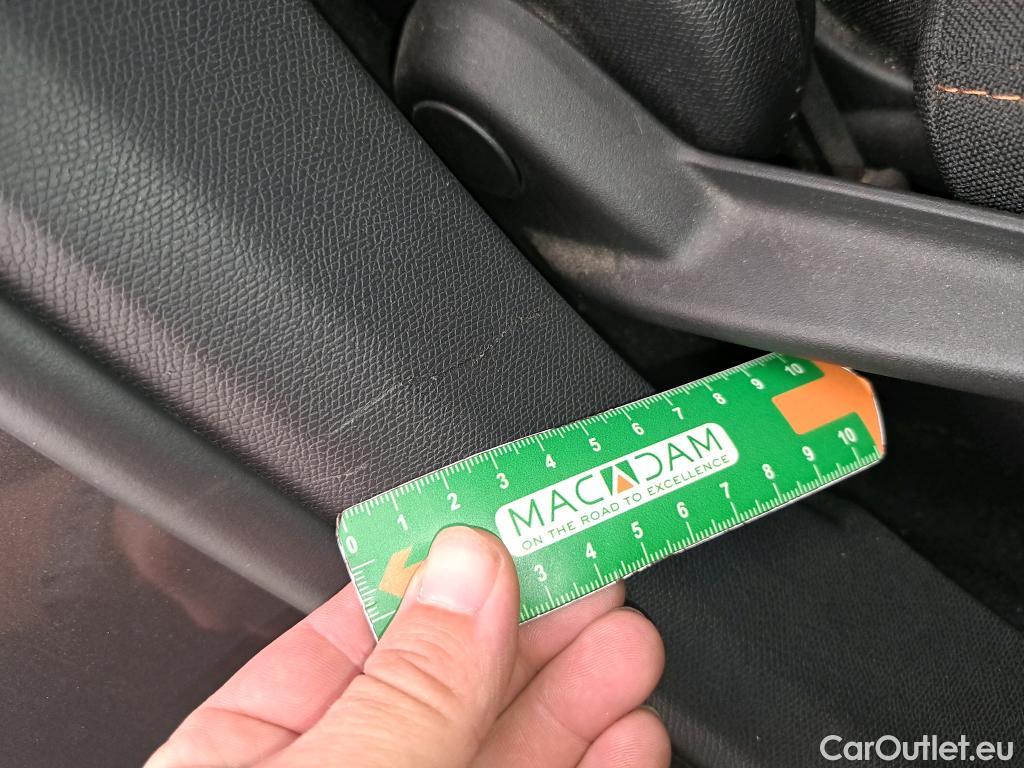 0 1 2 3 4 5 6 7 8 9 10
MACADAM
ON THE ROAD TO EXCELLENCE
3 4 5 6 7 8 9 10
CarOutlet.eu